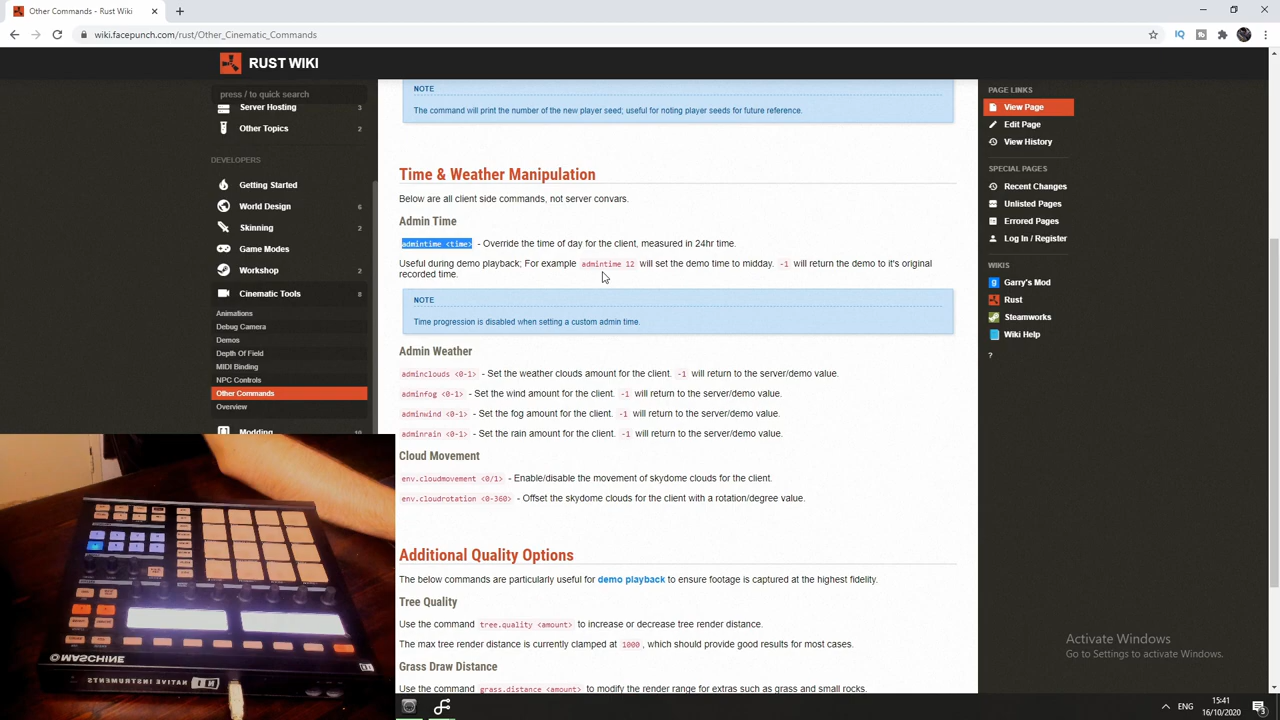 Other Commands - Rust Wiki
wiki.facepunch.com/rust/Other_Cinematic_Commands
IQ
RUST WIKI
press / to quick search
Server Hosting 3
Other Topics 2
DEVELOPERS
Getting Started
World Design 6
Skinning 2
Game Modes
Workshop 2
Cinematic Tools 8
Animations
Debug Camera
Demos
Depth Of Field
MIDI Binding
NPC Controls
Other Commands
Overview
Modding 10
NOTE
The command will print the number of the new player seed; useful for noting player seeds for future reference.
Time & Weather Manipulation
Below are all client side commands, not server convars.
Admin Time
admintime <time> - Override the time of day for the client, measured in 24hr time.
Useful during demo playback; For example admintime 12 will set the demo time to midday. -1 will return the demo to it's original
recorded time.
NOTE
Time progression is disabled when setting a custom admin time.
Admin Weather
adminclouds <0-1> - Set the weather clouds amount for the client. -1 will return to the server/demo value.
adminfog <0-1> - Set the wind amount for the client. -1 will return to the server/demo value.
adminwind <0-1> - Set the fog amount for the client. -1 will return to the server/demo value.
adminrain <0-1> - Set the rain amount for the client. -1 will return to the server/demo value.
Cloud Movement
env.cloudmovement <0/1> - Enable/disable the movement of skydome clouds for the client.
env.cloudrotation <0-360> - Offset the skydome clouds for the client with a rotation/degree value.
Additional Quality Options
The below commands are particularly useful for demo playback to ensure footage is captured at the highest fidelity.
Tree Quality
Use the command tree.quality <amount> to increase or decrease tree render distance.
The max tree render distance is currently clamped at 1000, which should provide good results for most cases.
Grass Draw Distance
Use the command grass.distance <amount> to modify the render range for extras such as grass and small rocks.
PAGE LINKS
View Page
Edit Page
View History
SPECIAL PAGES
Recent Changes
Unlisted Pages
Errored Pages
Log In / Register
WIKIS
Garry's Mod
Rust
Steamworks
Wiki Help
?
MASCHINE
NATIVE INSTRUMENTS
Activate Windows
Go to Settings to activate Windows.
ENG
15:41
16/10/2020
3